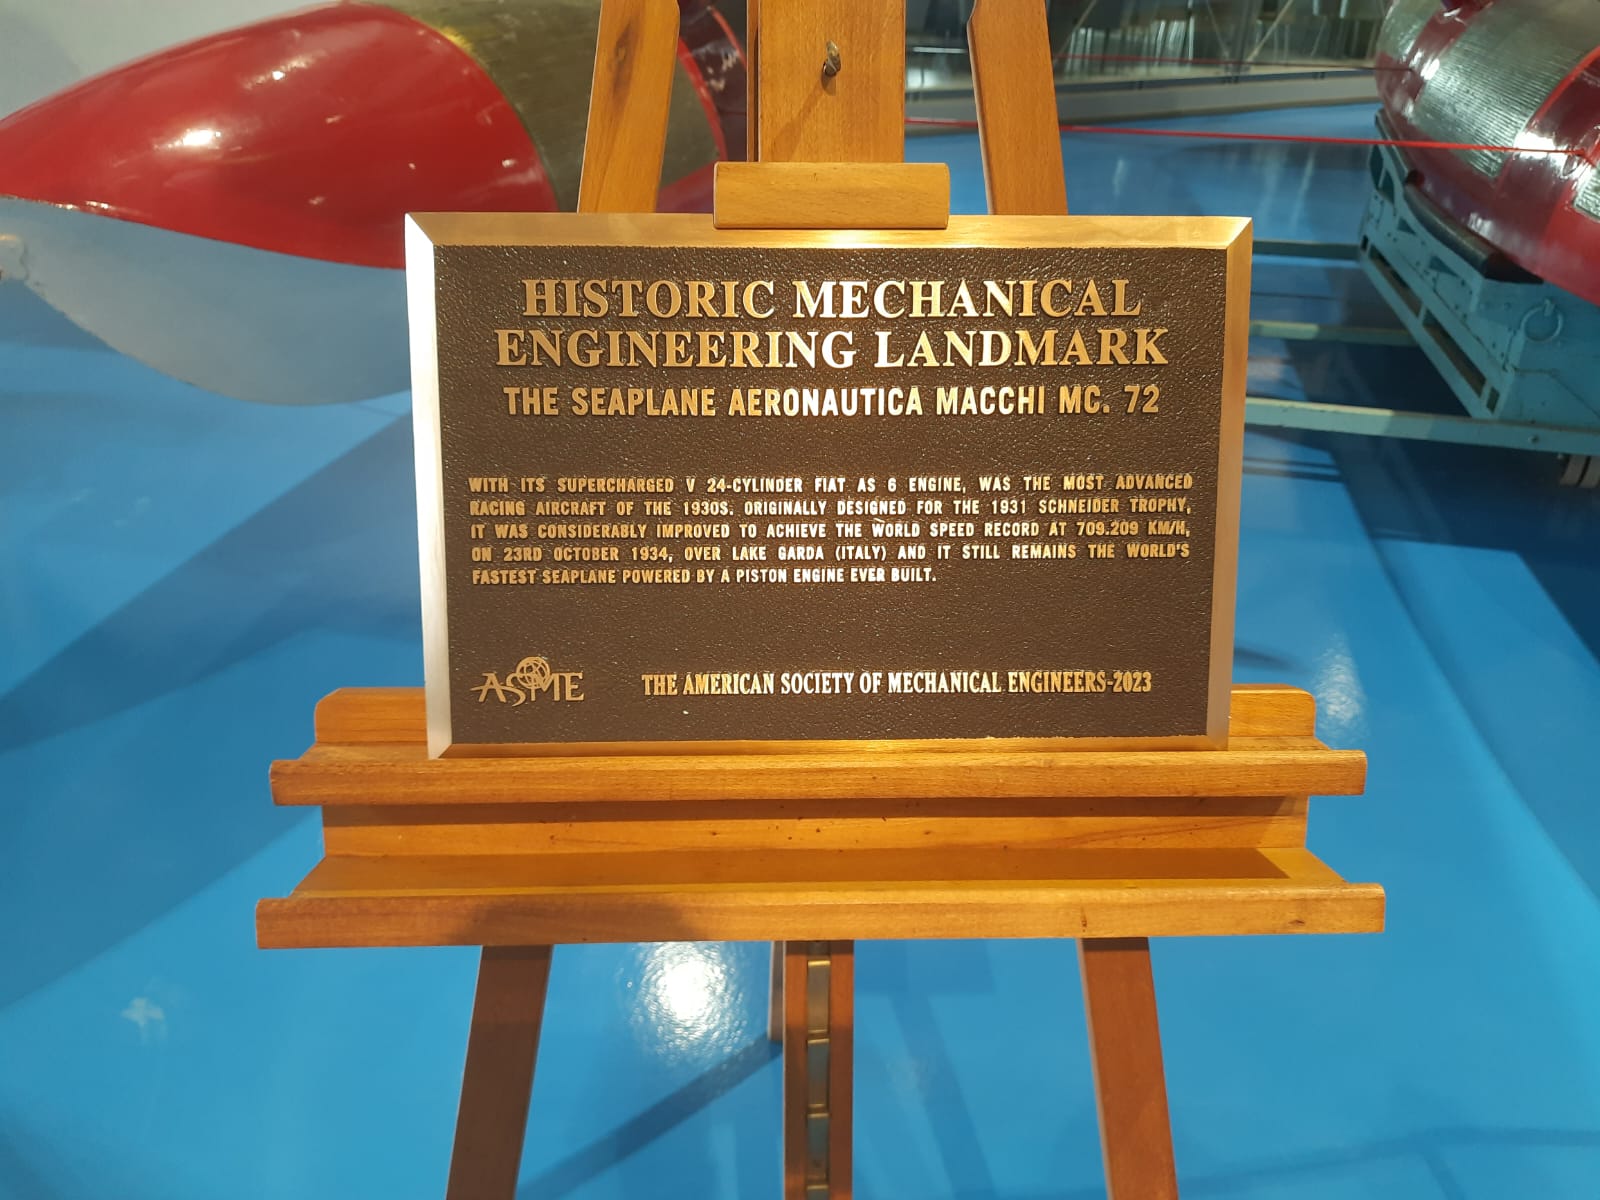 HISTORIC MECHANICAL
ENGINEERING LANDMARK
THE SEAPLANE AERONAUTICA MACCHI MC. 72
WITH ITS SUPERCHARGED V 24-CYLINDER FIAT AS 6 ENGINE, WAS THE MOST ADVANCED
RACING AIRCRAFT OF THE 1930S. ORIGINALLY DESIGNED FOR THE 1931 SCHNEIDER TROPHY,
IT WAS CONSIDERABLY IMPROVED TO ACHIEVE THE WORLD SPEED RECORD AT 709.209 KM/H,
ON 23RD OCTOBER 1934, OVER LAKE GARDA (ITALY) AND IT STILL REMAINS THE WORLD'S
FASTEST SEAPLANE POWERED BY A PISTON ENGINE EVER BUILT.
ASME THE AMERICAN SOCIETY OF MECHANICAL ENGINEERS-2023